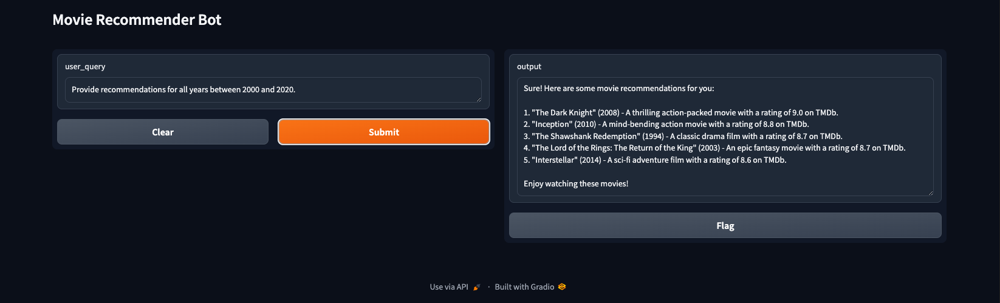 Movie Recommender Bot
user_query
Provide recommendations for all years between 2000 and 2020.
Clear
Submit
output
Sure! Here are some movie recommendations for you:
1. "The Dark Knight" (2008) - A thrilling action-packed movie with a rating of 9.0 on TMDb.
2. "Inception" (2010) - A mind-bending action movie with a rating of 8.8 on TMDb.
3. "The Shawshank Redemption" (1994) - A classic drama film with a rating of 8.7 on TMDb.
4. "The Lord of the Rings: The Return of the King" (2003) - An epic fantasy movie with a rating of 8.7 on TMDb.
5. "Interstellar" (2014) - A sci-fi adventure film with a rating of 8.6 on TMDb.
Enjoy watching these movies!
Flag
Use via API · Built with Gradio